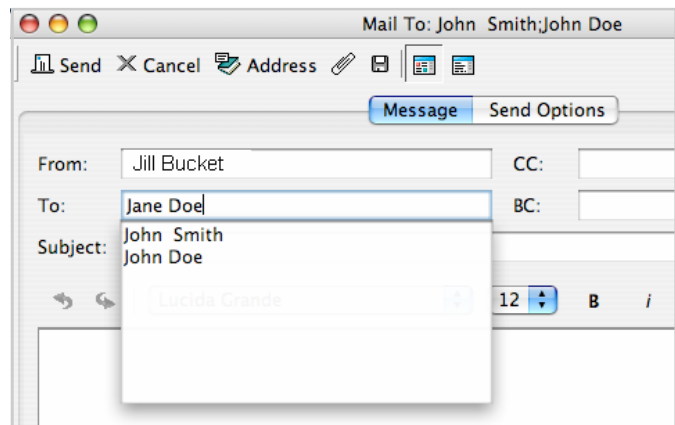 Mail To: John Smith;John Doe
Send Cancel Address
Message Send Options
From: Jill Bucket CC:
To: Jane Doe BC:
Subject:
John Smith
John Doe
Lucida Grande 12 B i